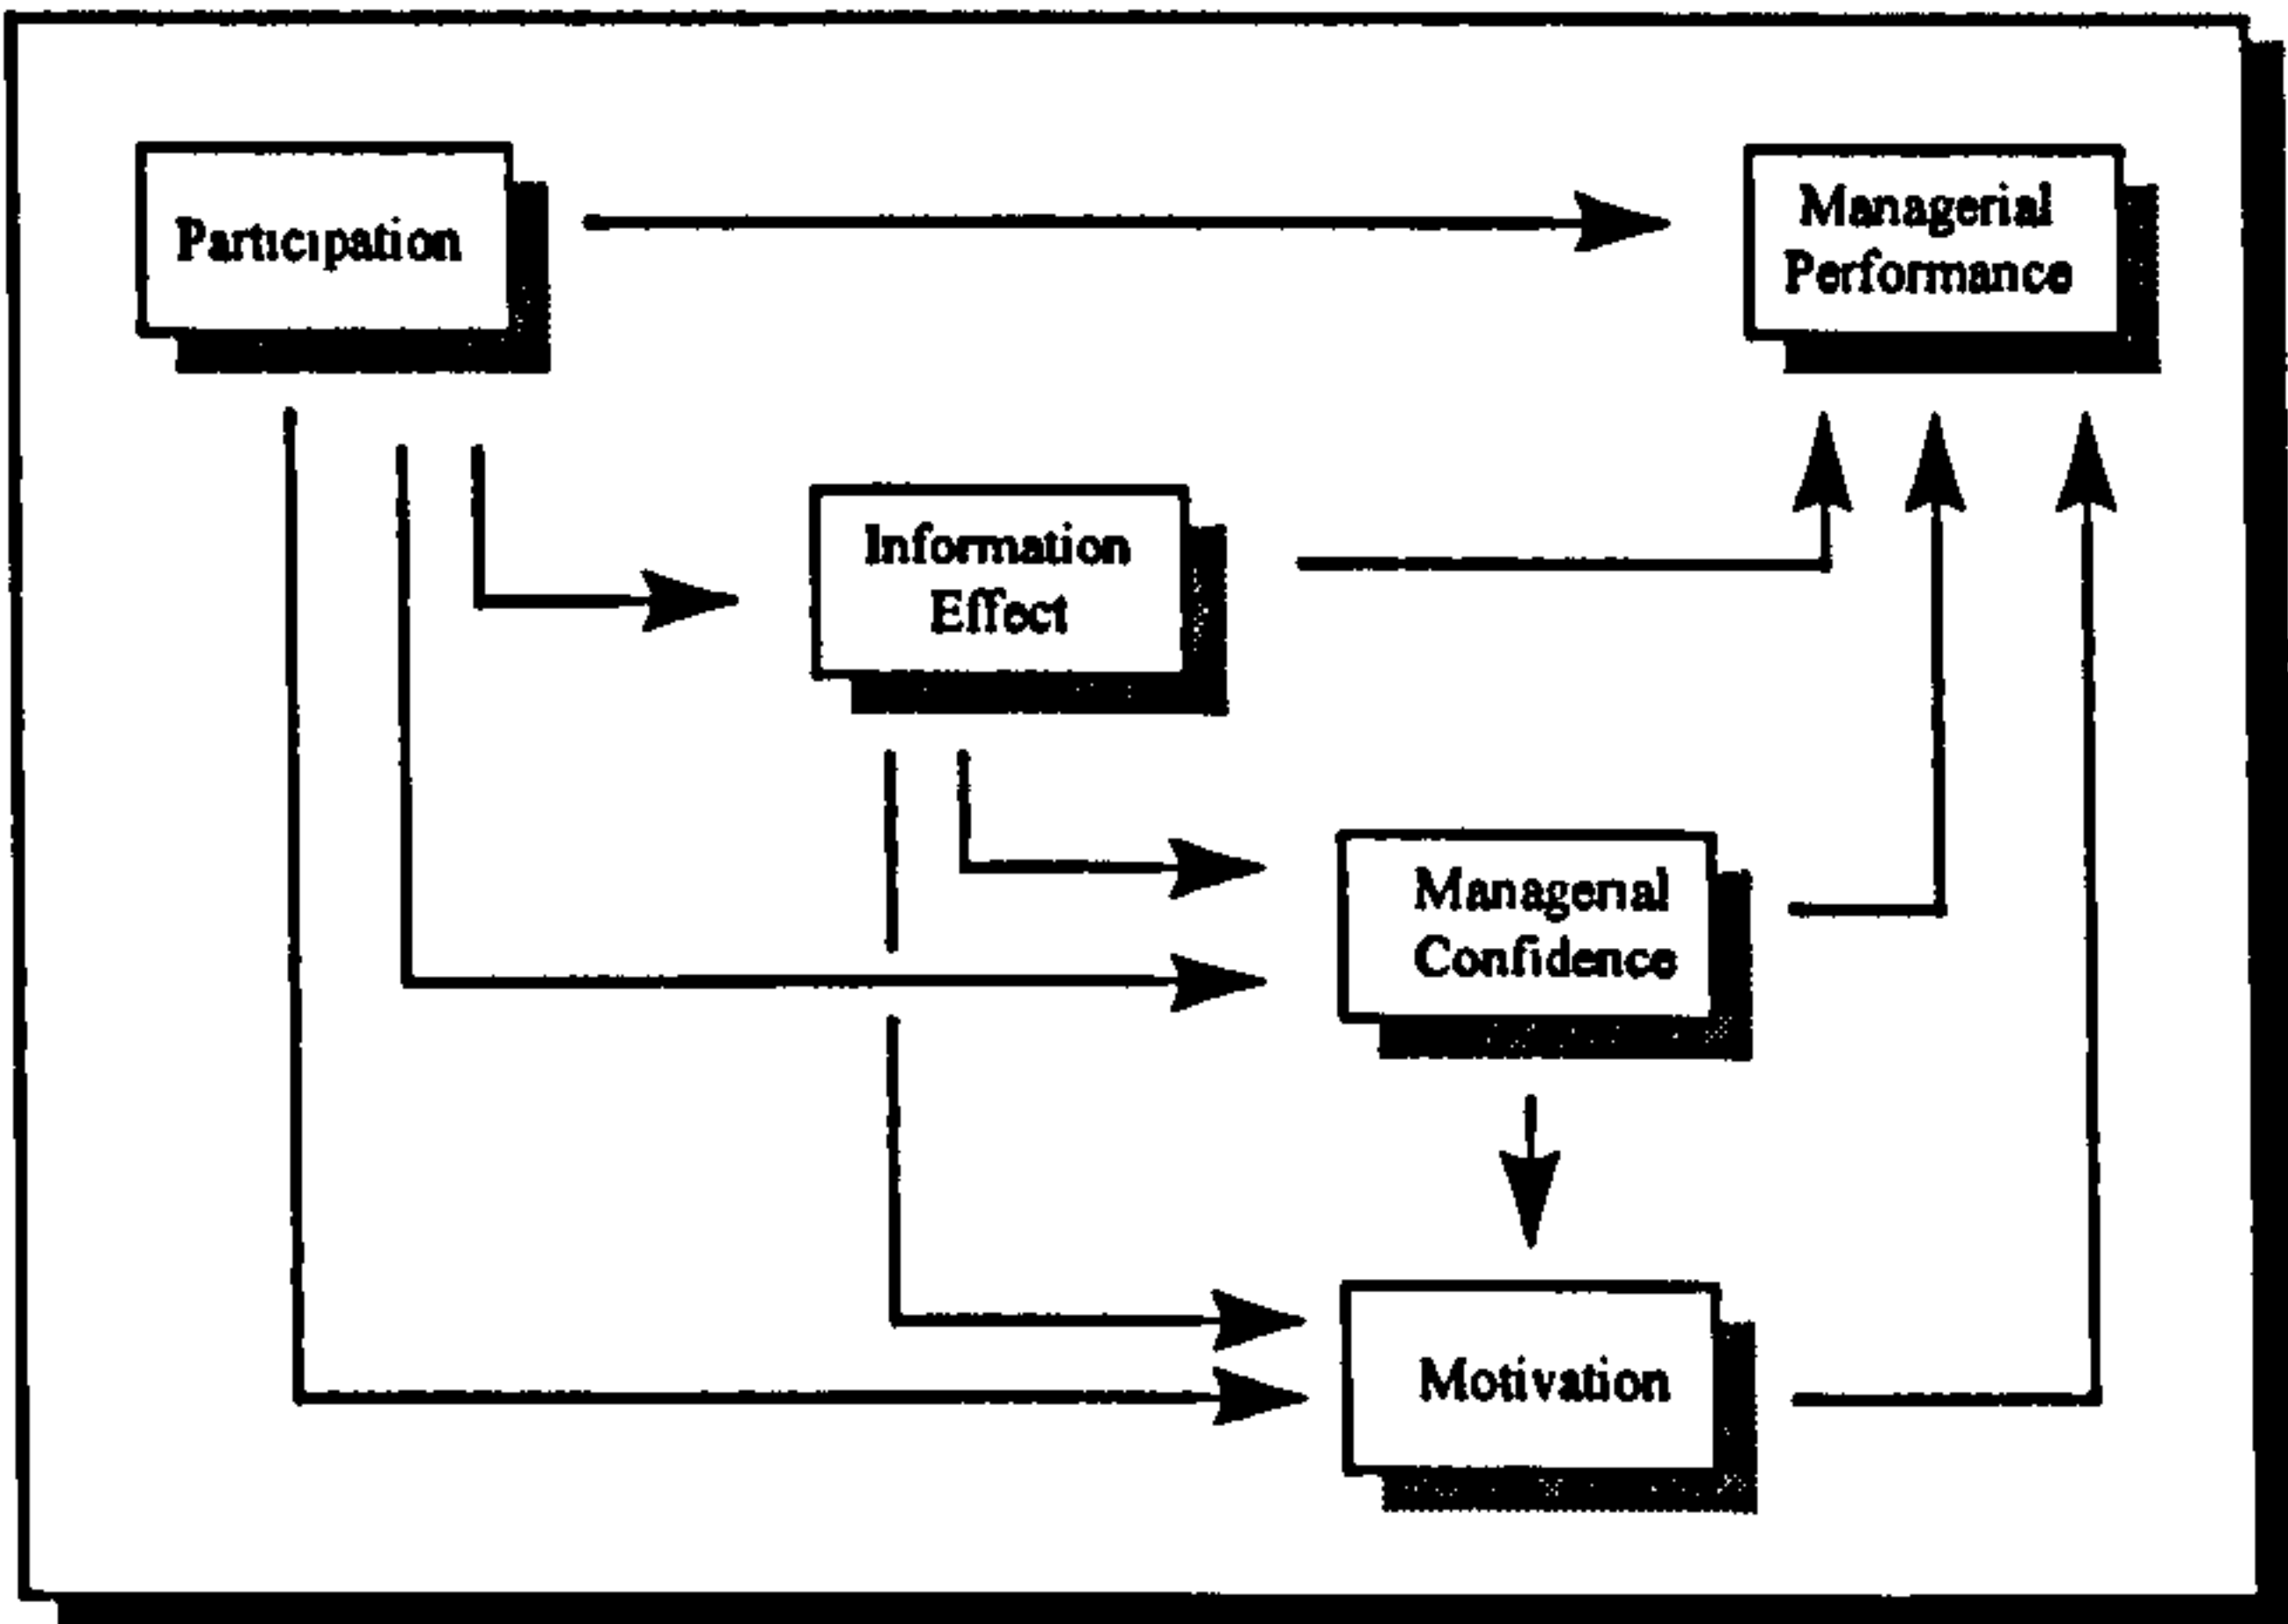 Participation
Managerial
Performance
Information
Effect
Managerial
Confidence
Motivation